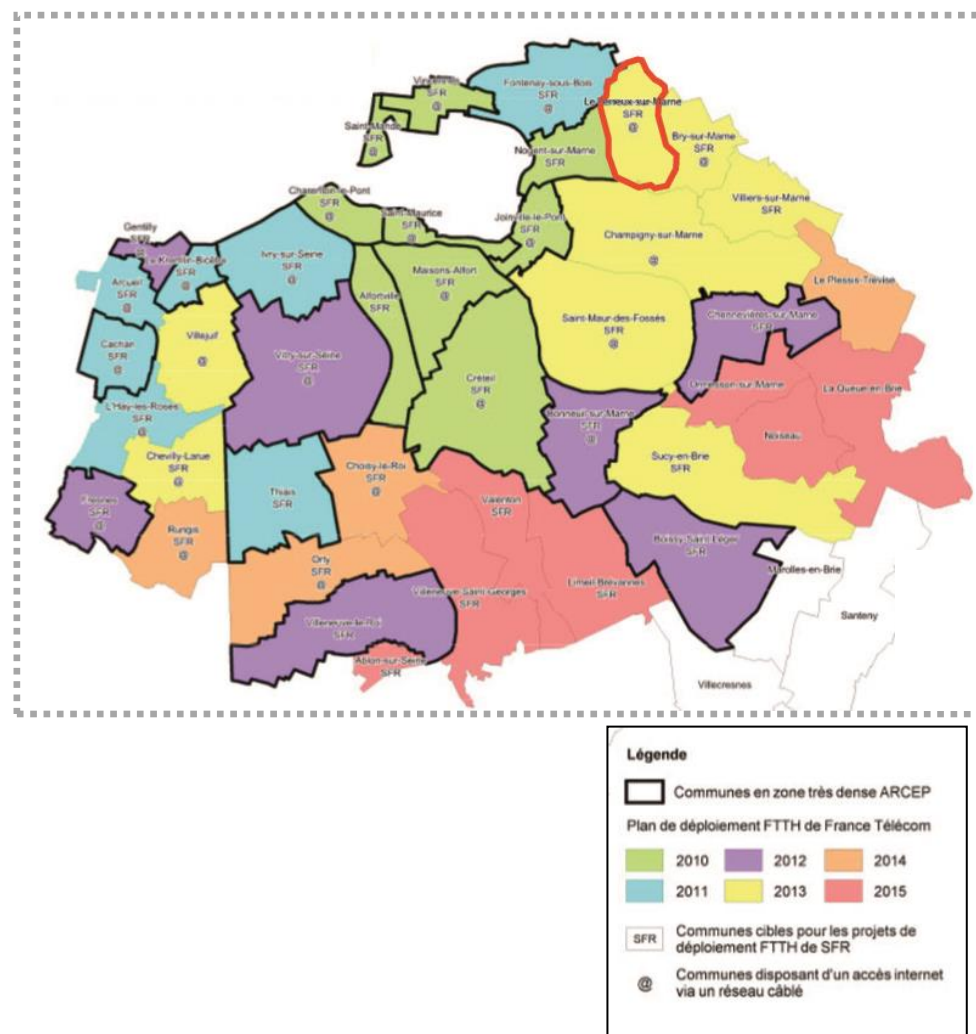 Fontenay-sous-Bois
SFR
@
Vincennes
SFR
@
Le Perreux-sur-Marne
SFR
@
Saint-Mandé
SFR
@
Nogent-sur-Marne
SFR
Bry-sur-Marne
SFR
@
Villiers-sur-Marne
SFR
Charenton-le-Pont
SFR
@
Saint-Maurice
SFR
@
Joinville-le-Pont
SFR
@
Champigny-sur-Marne
@
Gentilly
SFR
@
Le Kremlin-Bicêtre
SFR
@
Ivry-sur-Seine
SFR
@
Maisons-Alfort
SFR
@
Le Plessis-Trévise
Arcueil
SFR
@
Alfortville
SFR
Saint-Maur-des-Fossés
SFR
@
Chennevières-sur-Marne
SFR
Cachan
SFR
@
Villejuif
@
Vitry-sur-Seine
SFR
@
Créteil
SFR
@
Ormesson-sur-Marne
La Queue-en-Brie
L'Hay-les-Roses
SFR
@
Bonneuil-sur-Marne
SFR
@
Noiseau
Chevilly-Larue
SFR
@
Choisy-le-Roi
SFR
@
Sucy-en-Brie
SFR
Fresnes
SFR
@
Thiais
SFR
Valenton
SFR
Rungis
SFR
@
Boissy-Saint-Léger
SFR
Orly
SFR
@
Marolles-en-Brie
Villeneuve-Saint-Georges
SFR
Limeil-Brévannes
SFR
Villeneuve-le-Roi
SFR
@
Santeny
Ablon-sur-Seine
SFR
Villecresnes
Légende
Communes en zone très dense ARCEP
Plan de déploiement FTTH de France Télécom
2010 2012 2014
2011 2013 2015
SFR Communes cibles pour les projets de
déploiement FTTH de SFR
@ Communes disposant d'un accès internet
via un réseau câblé